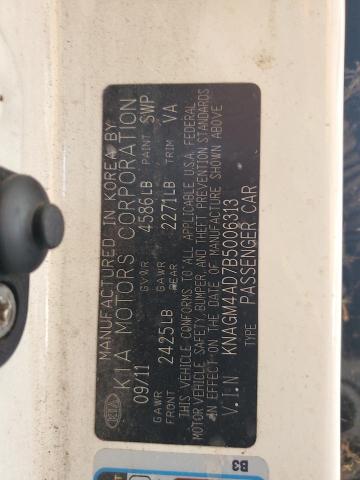 MANUFACTURED IN KOREA BY
KIA KIA MOTORS CORPORATION
09/11 GVWR 4586LB PAINT SWP
GAWR FRONT 2425LB GAWR REAR 2271LB TRIM VA
THIS VEHICLE CONFORMS TO ALL APPLICABLE U.S.A. FEDERAL
MOTOR VEHICLE SAFETY, BUMPER, AND THEFT PREVENTION STANDARDS
IN EFFECT ON THE DATE OF MANUFACTURE SHOWN ABOVE
V.I.N KNAGM4AD7B5006313
TYPE PASSENGER CAR
B3